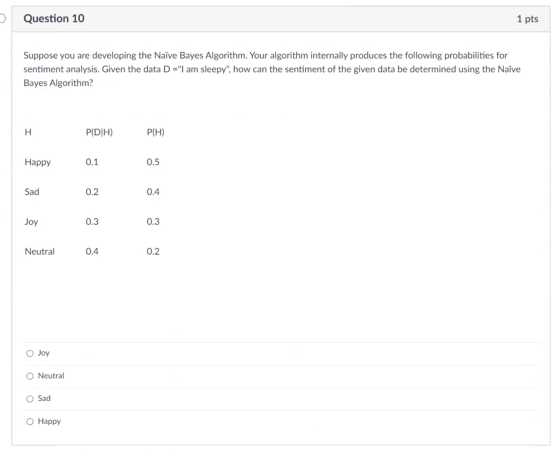 Question 10
1 pts
Suppose you are developing the Naïve Bayes Algorithm. Your algorithm internally produces the following probabilities for
sentiment analysis. Given the data D ="I am sleepy", how can the sentiment of the given data be determined using the Naïve
Bayes Algorithm?
H P(D|H) P(H)
Happy 0.1 0.5
Sad 0.2 0.4
Joy 0.3 0.3
Neutral 0.4 0.2
Joy
Neutral
Sad
Happy